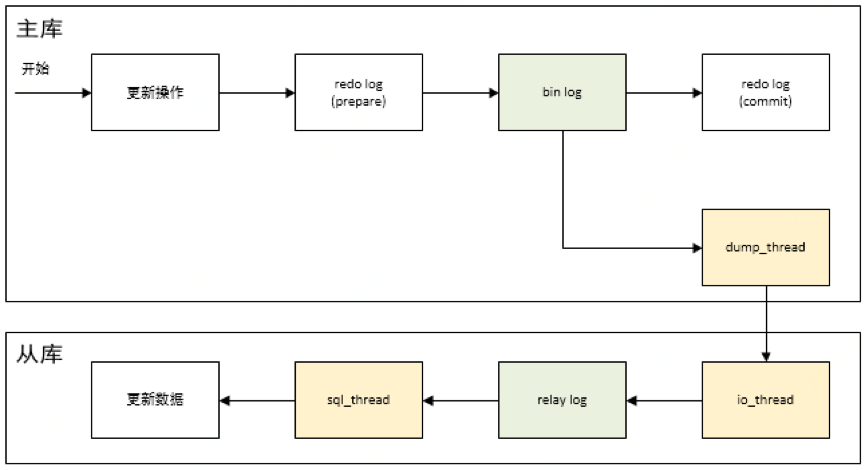 主库
开始
更新操作
redo log
(prepare)
bin log
redo log
(commit)
dump_thread
从库
更新数据
sql_thread
relay log
io_thread